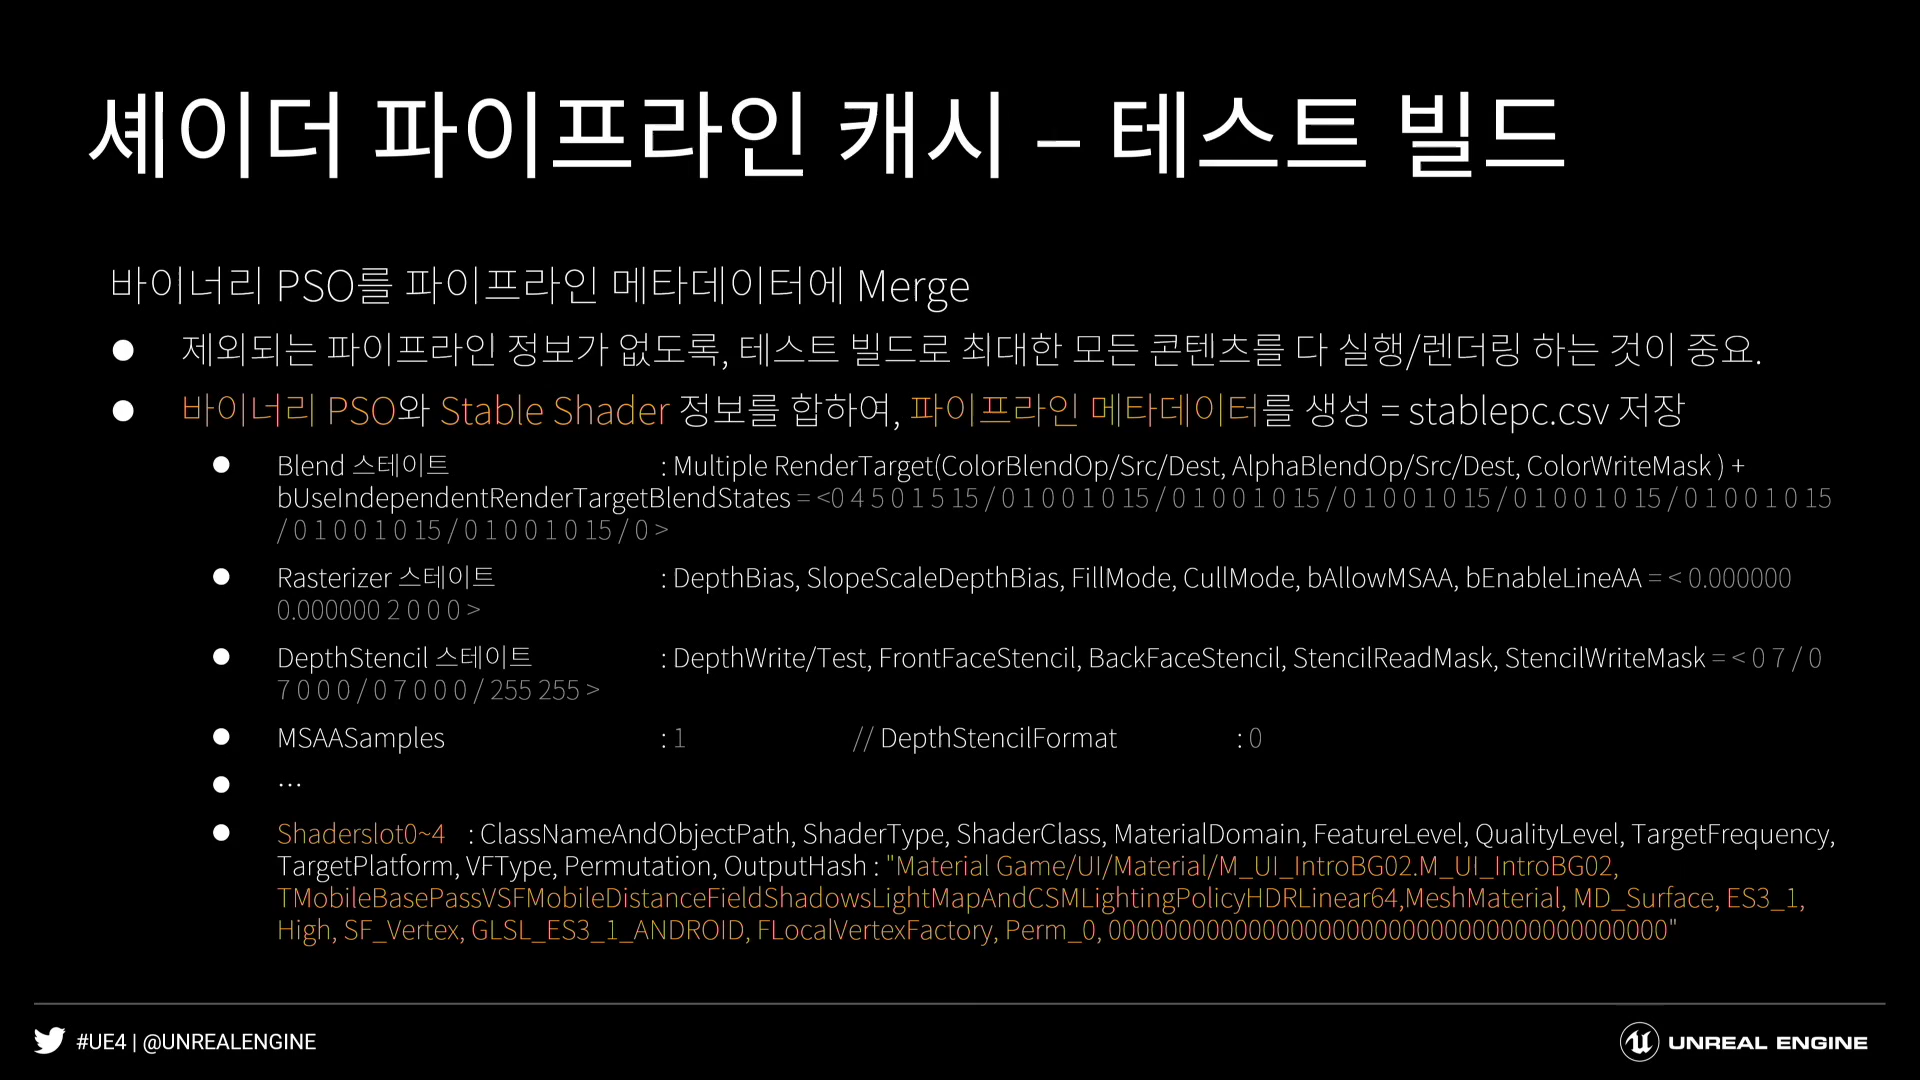 셰이더 파이프라인 캐시 – 테스트 빌드
바이너리 PSO를 파이프라인 메타데이터에 Merge
● 제외되는 파이프라인 정보가 없도록, 테스트 빌드로 최대한 모든 콘텐츠를 다 실행/렌더링 하는 것이 중요.
● 바이너리 PSO와 Stable Shader 정보를 합하여, 파이프라인 메타데이터를 생성 = stablepc.csv 저장
● Blend 스테이트 : Multiple RenderTarget(ColorBlendOp/Src/Dest, AlphaBlendOp/Src/Dest, ColorWriteMask ) +
bUseIndependentRenderTargetBlendStates = <0 4 5 0 1 5 15 / 0 1 0 0 1 0 15 / 0 1 0 0 1 0 15 / 0 1 0 0 1 0 15 / 0 1 0 0 1 0 15 / 0 1 0 0 1 0 15
/ 0 1 0 0 1 0 15 / 0 1 0 0 1 0 15 / 0 >
● Rasterizer 스테이트 : DepthBias, SlopeScaleDepthBias, FillMode, CullMode, bAllowMSAA, bEnableLineAA = < 0.000000
0.000000 2 0 0 0 >
● DepthStencil 스테이트 : DepthWrite/Test, FrontFaceStencil, BackFaceStencil, StencilReadMask, StencilWriteMask = < 0 7 / 0
7 0 0 0 / 0 7 0 0 0 / 255 255 >
● MSAASamples : 1 // DepthStencilFormat : 0
● …
● Shaderslot0~4 : ClassNameAndObjectPath, ShaderType, ShaderClass, MaterialDomain, FeatureLevel, QualityLevel, TargetFrequency,
TargetPlatform, VFType, Permutation, OutputHash : "Material Game/UI/Material/M_UI_IntroBG02.M_UI_IntroBG02,
TMobileBasePassVSFMobileDistanceFieldShadowsLightMapAndCSMLightingPolicyHDRLinear64,MeshMaterial, MD_Surface, ES3_1,
High, SF_Vertex, GLSL_ES3_1_ANDROID, FLocalVertexFactory, Perm_0, 0000000000000000000000000000000000000000"
#UE4 | @UNREALENGINE
UNREAL ENGINE